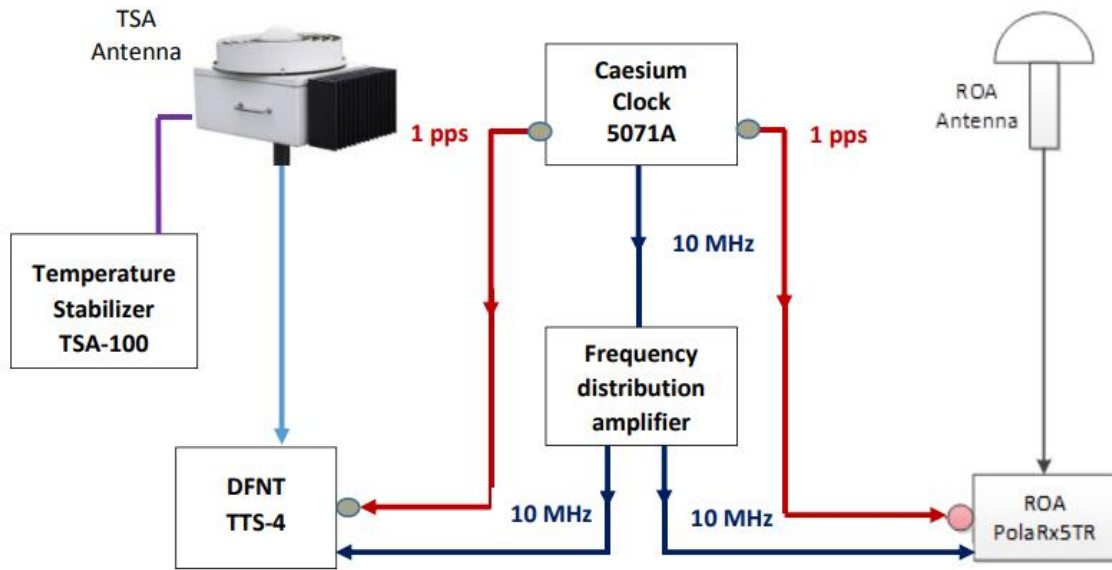 TSA
Antenna
Caesium
Clock
5071A
ROA
Antenna
1 pps
1 pps
10 MHz
Temperature
Stabilizer
TSA-100
Frequency
distribution
amplifier
DFNT
TTS-4
10 MHz
10 MHz
ROA
PolaRx5TR